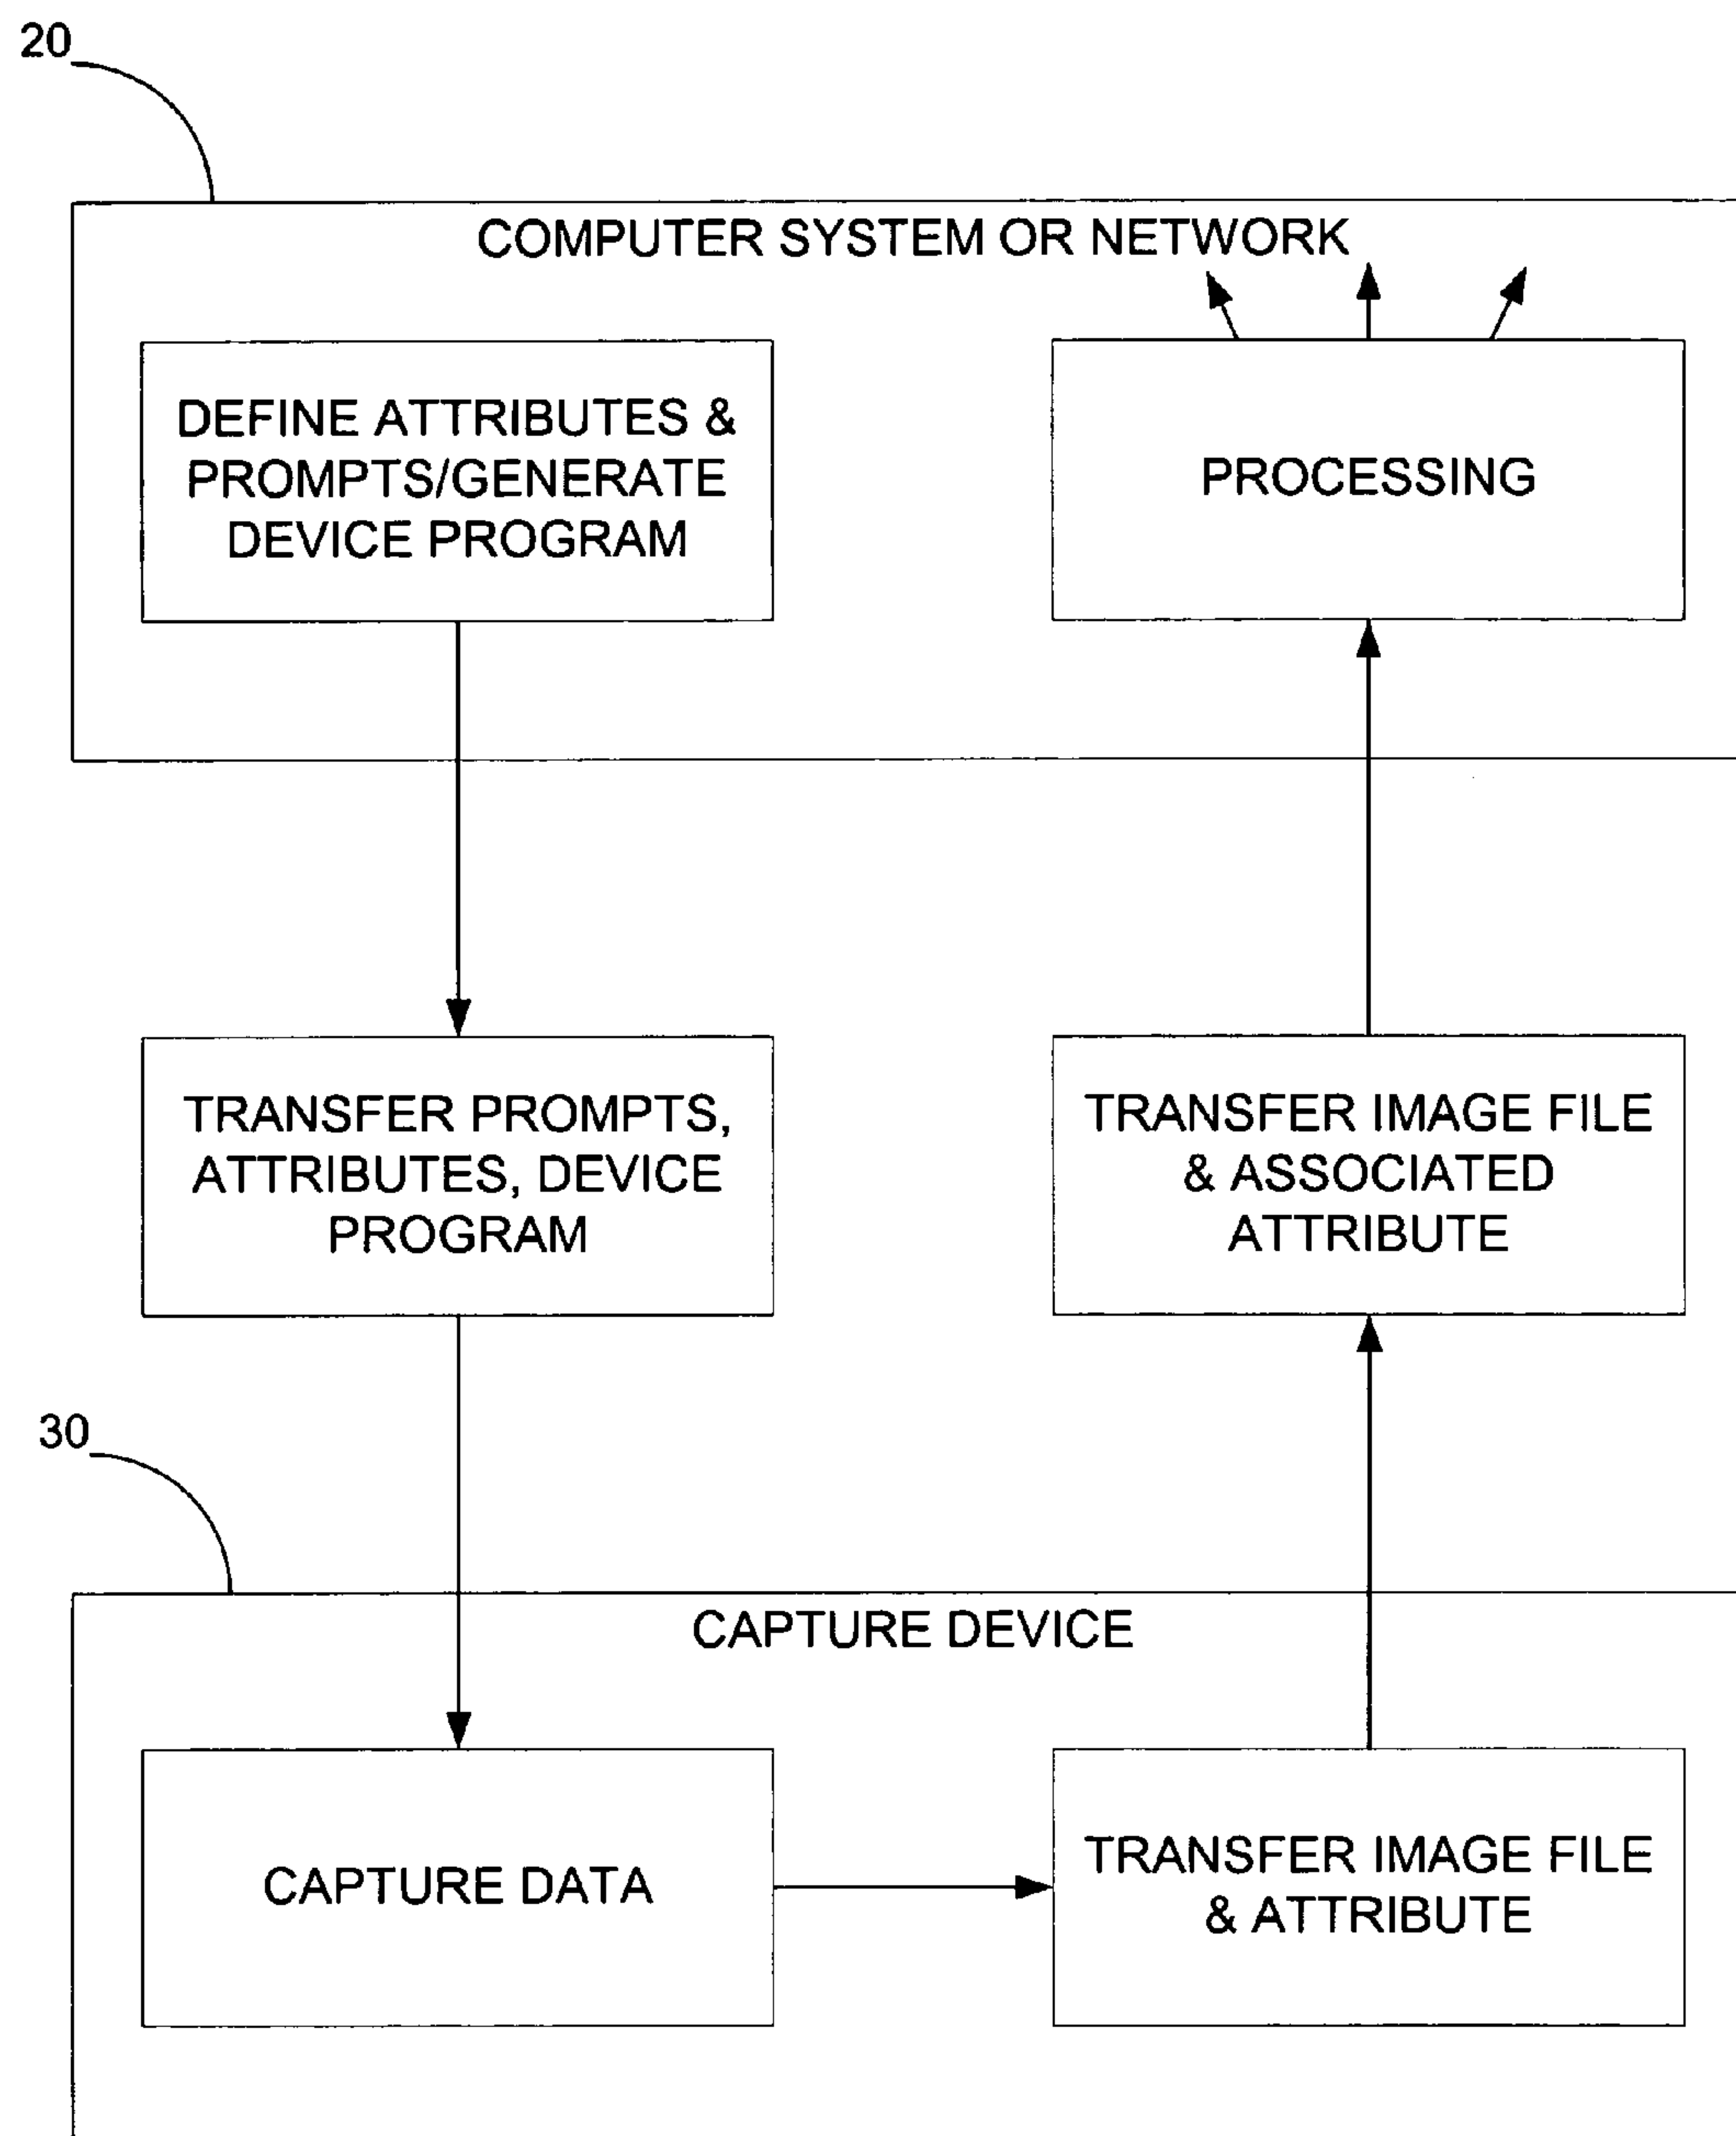 20
COMPUTER SYSTEM OR NETWORK
DEFINE ATTRIBUTES &
PROMPTS/GENERATE
DEVICE PROGRAM
PROCESSING
TRANSFER PROMPTS,
ATTRIBUTES, DEVICE
PROGRAM
TRANSFER IMAGE FILE
& ASSOCIATED
ATTRIBUTE
30
CAPTURE DEVICE
CAPTURE DATA
TRANSFER IMAGE FILE
& ATTRIBUTE